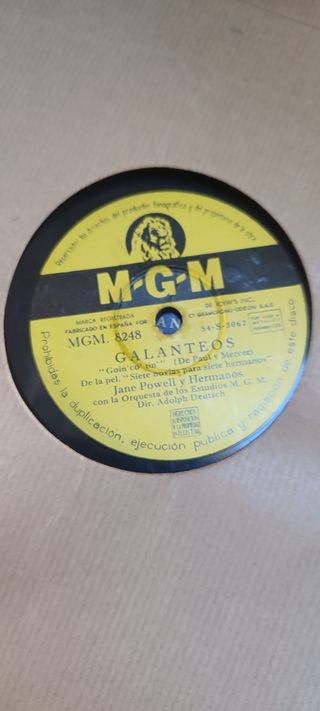 Reservados los derechos del productor fonográfico y del propietario de la obra
M-G-M
MARCA REGISTRADA
DE LOEW'S INC.
FABRICADO EN ESPAÑA POR
CT GRAMOFONO-ODEON S.A.E.
MGM. 8248
AN
54-S-3062
GALANTEOS
"Goin'co' tin'" (De Paul y Mercer)
De la pel. "Siete novias para siete hermanos"
Jane Powell y Hermanos
con la Orquesta de los Estudios M. G. M.
Dir. Adolph Deutsch
Prohibidas la duplicación, ejecución pública y radiación de este disco